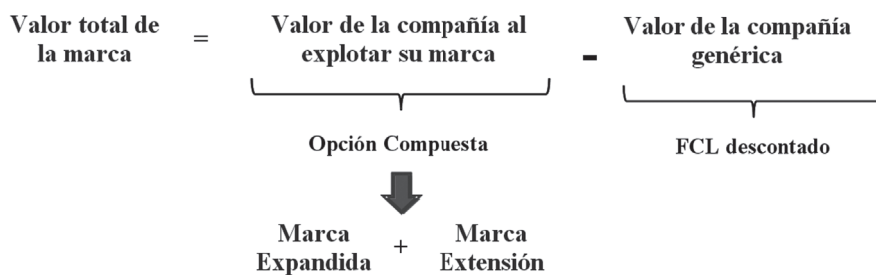 Valor total de la marca = Valor de la compañía al explotar su marca - Valor de la compañía genérica
Opción Compuesta
FCL descontado
Marca Expandida + Marca Extensión